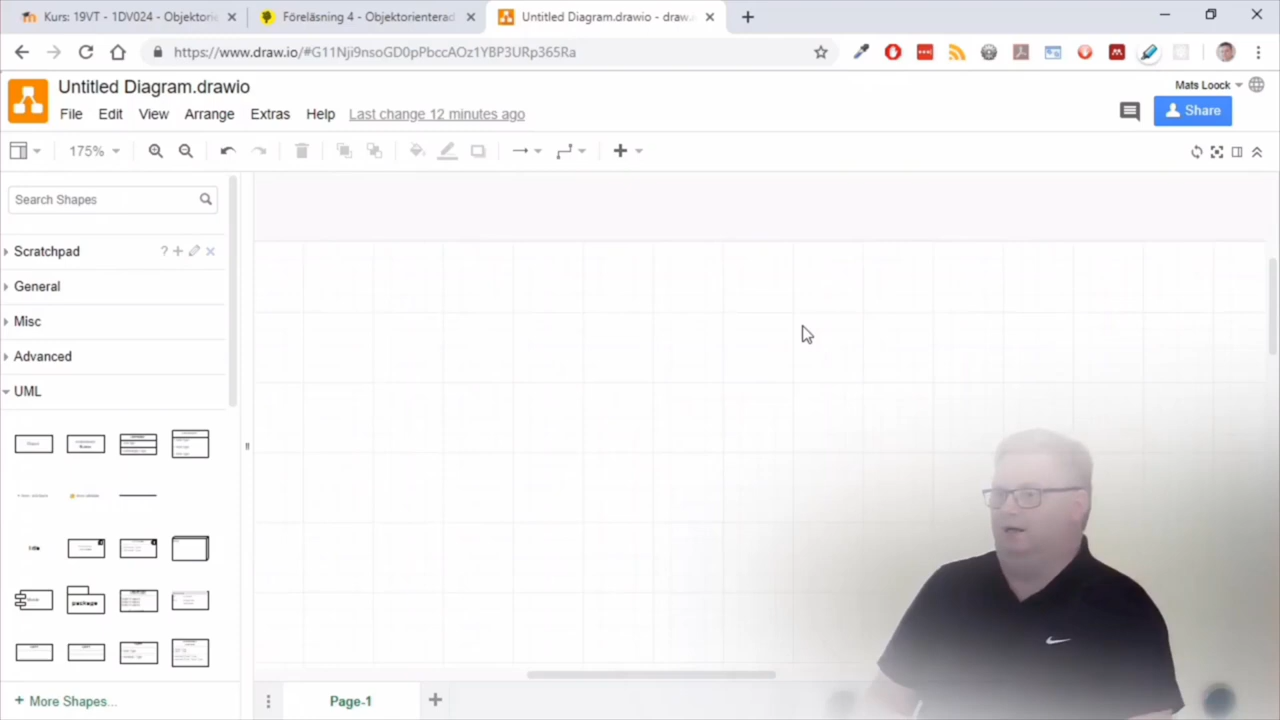 Kurs: 19VT - 1DV024 - Objektorie
Föreläsning 4 - Objektorienterad
Untitled Diagram.drawio - draw.
https://www.draw.io/#G11Nji9nsoGD0pPbccAOz1YBP3URp365Ra
Untitled Diagram.drawio
Mats Loock
File Edit View Arrange Extras Help Last change 12 minutes ago
Share
175%
Search Shapes
Scratchpad
General
Misc
Advanced
UML
title
package
+ More Shapes...
Page-1